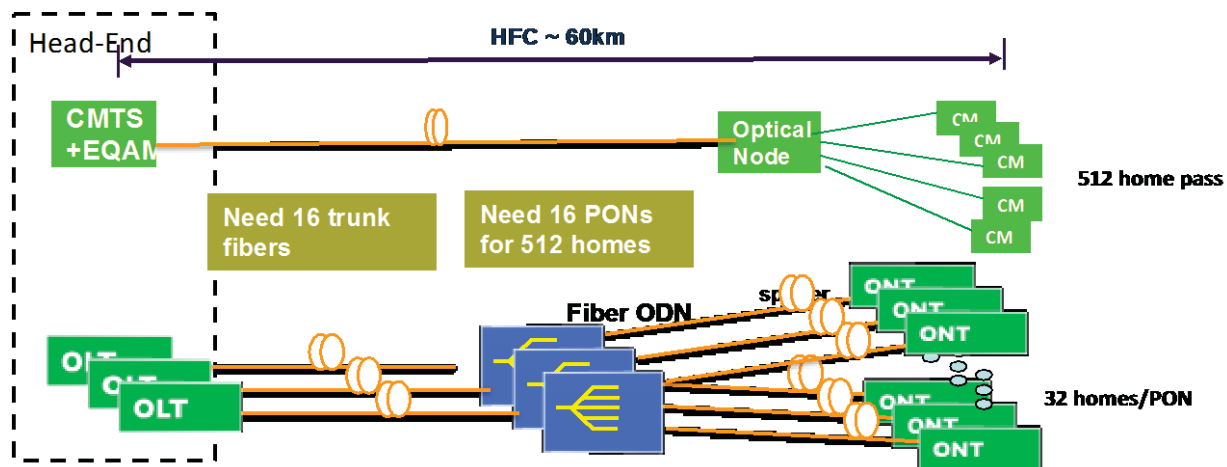 Head-End
HFC ~ 60km
CMTS
+EQAM
Optical
Node
CM
CM
CM
CM
CM
512 home pass
Need 16 trunk
fibers
Need 16 PONs
for 512 homes
Fiber ODN
ONT
ONT
ONT
OLT
OLT
OLT
32 homes/PON
ONT
ONT
ONT